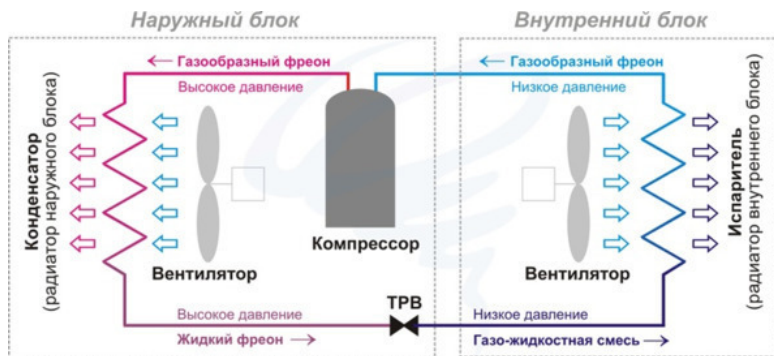 Наружный блок
Внутренний блок
← Газообразный фреон
Высокое давление
← Газообразный фреон
Низкое давление
Конденсатор
(радиатор наружного блока)
Вентилятор
Компрессор
Вентилятор
Испаритель
(радиатор внутреннего блока)
ТРВ
Высокое давление
Жидкий фреон →
Низкое давление
Газо-жидкостная смесь →